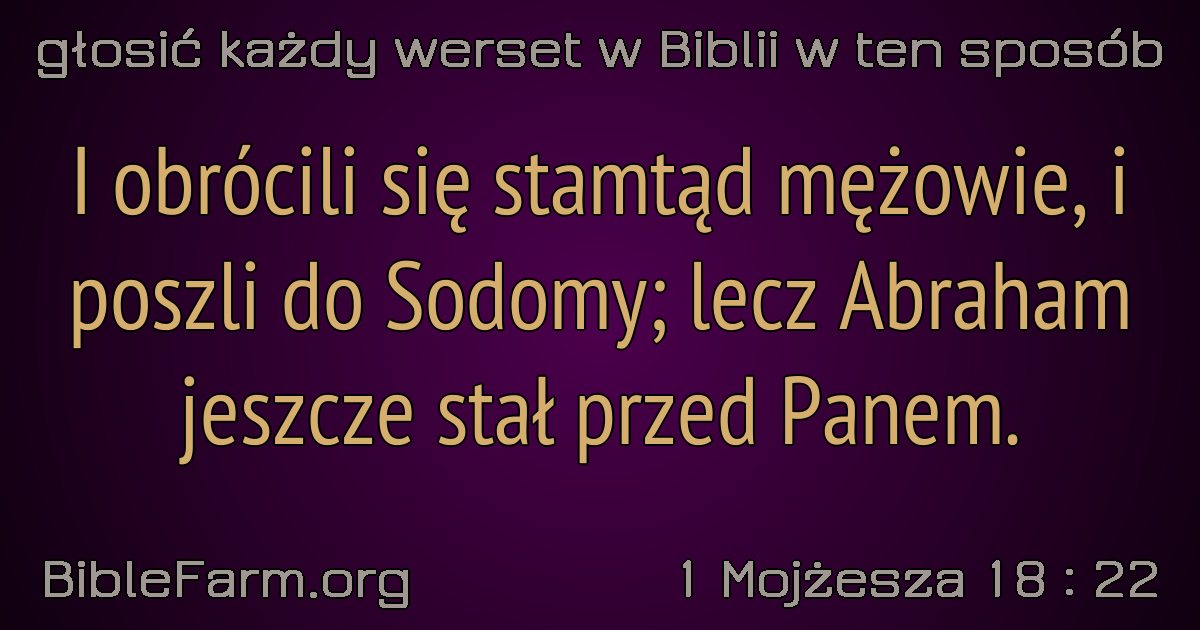 głosić każdy werset w Biblii w ten sposób
I obrócili się stamtąd mężowie, i
poszli do Sodomy; lecz Abraham
jeszcze stał przed Panem.
BibleFarm.org
1 Mojżesza 18 : 22